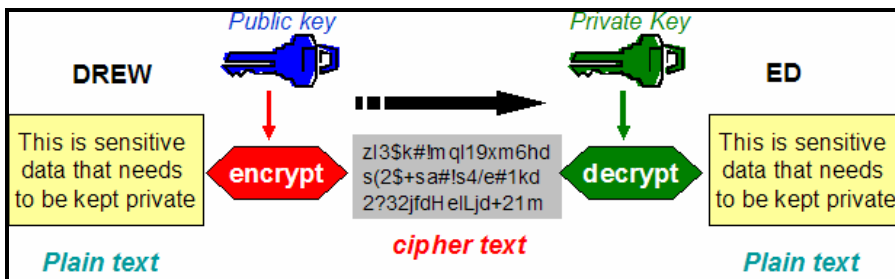 Public key
Private Key
DREW
ED
This is sensitive
data that needs
to be kept private
encrypt
zI3$k#!mqI19xm6hd
s(2$+sa#!s4/e#1kd
2?32jfdHeILjd+21m
decrypt
This is sensitive
data that needs
to be kept private
Plain text
cipher text
Plain text